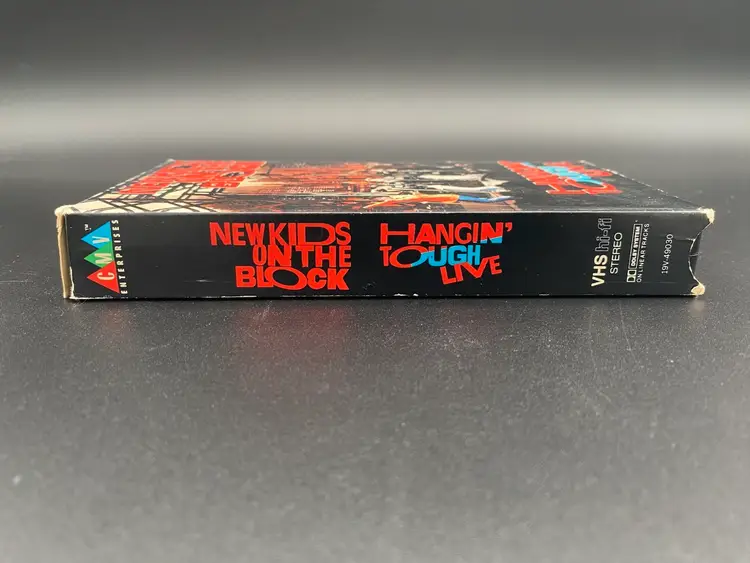 ™
CMV
ENTERPRISES
NEW KIDS
ON THE
BLOCK
HANGIN'
TOUGH
LIVE
VHS hi-fi
STEREO
DOLBY SYSTEM
ON LINEAR TRACKS
19V-49030